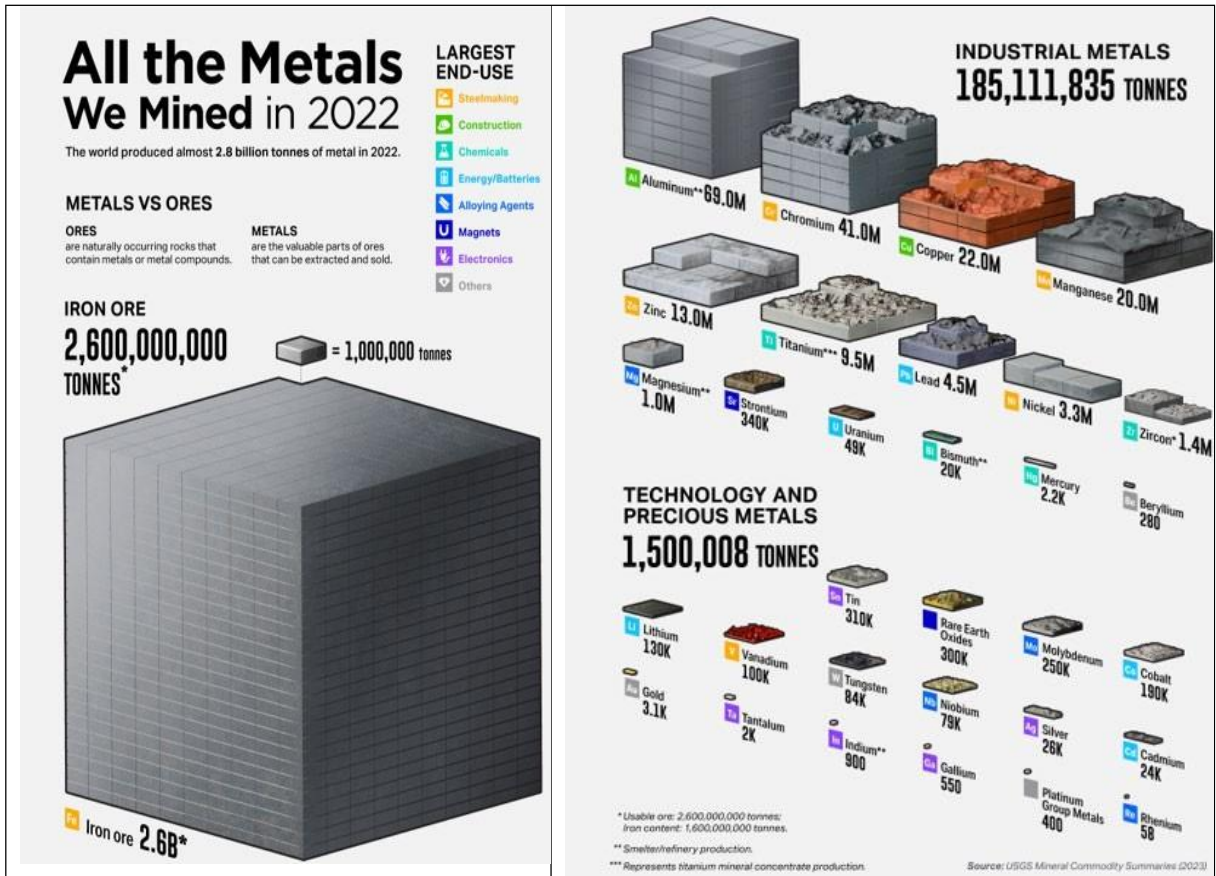 All the Metals
We Mined in 2022
The world produced almost 2.8 billion tonnes of metal in 2022.
LARGEST
END-USE
Steelmaking
Construction
Chemicals
Energy/Batteries
Alloying Agents
Magnets
Electronics
Others
METALS VS ORES
ORES
are naturally occurring rocks that
contain metals or metal compounds.
METALS
are the valuable parts of ores
that can be extracted and sold.
IRON ORE
2,600,000,000
TONNES*
= 1,000,000 tonnes
Fe Iron ore 2.6B*
INDUSTRIAL METALS
185,111,835 TONNES
Al Aluminum** 69.0M
Cr Chromium 41.0M
Cu Copper 22.0M
Mn Manganese 20.0M
Zn Zinc 13.0M
Ti Titanium*** 9.5M
Pb Lead 4.5M
Ni Nickel 3.3M
Zr Zircon* 1.4M
Mg Magnesium**
1.0M
Sr Strontium
340K
U Uranium
49K
Bi Bismuth**
20K
Hg Mercury
2.2K
Be Beryllium
280
TECHNOLOGY AND
PRECIOUS METALS
1,500,008 TONNES
Sn Tin
310K
Rare Earth
Oxides
300K
Li Lithium
130K
V Vanadium
100K
Mo Molybdenum
250K
Co Cobalt
190K
W Tungsten
84K
Nb Niobium
79K
Au Gold
3.1K
Ta Tantalum
2K
In Indium**
900
Ga Gallium
550
Ag Silver
26K
Cd Cadmium
24K
Platinum
Group Metals
400
Re Rhenium
58
* Usable ore: 2,600,000,000 tonnes;
Iron content: 1,600,000,000 tonnes.
** Smelter/refinery production.
*** Represents titanium mineral concentrate production.
Source: USGS Mineral Commodity Summaries (2023)